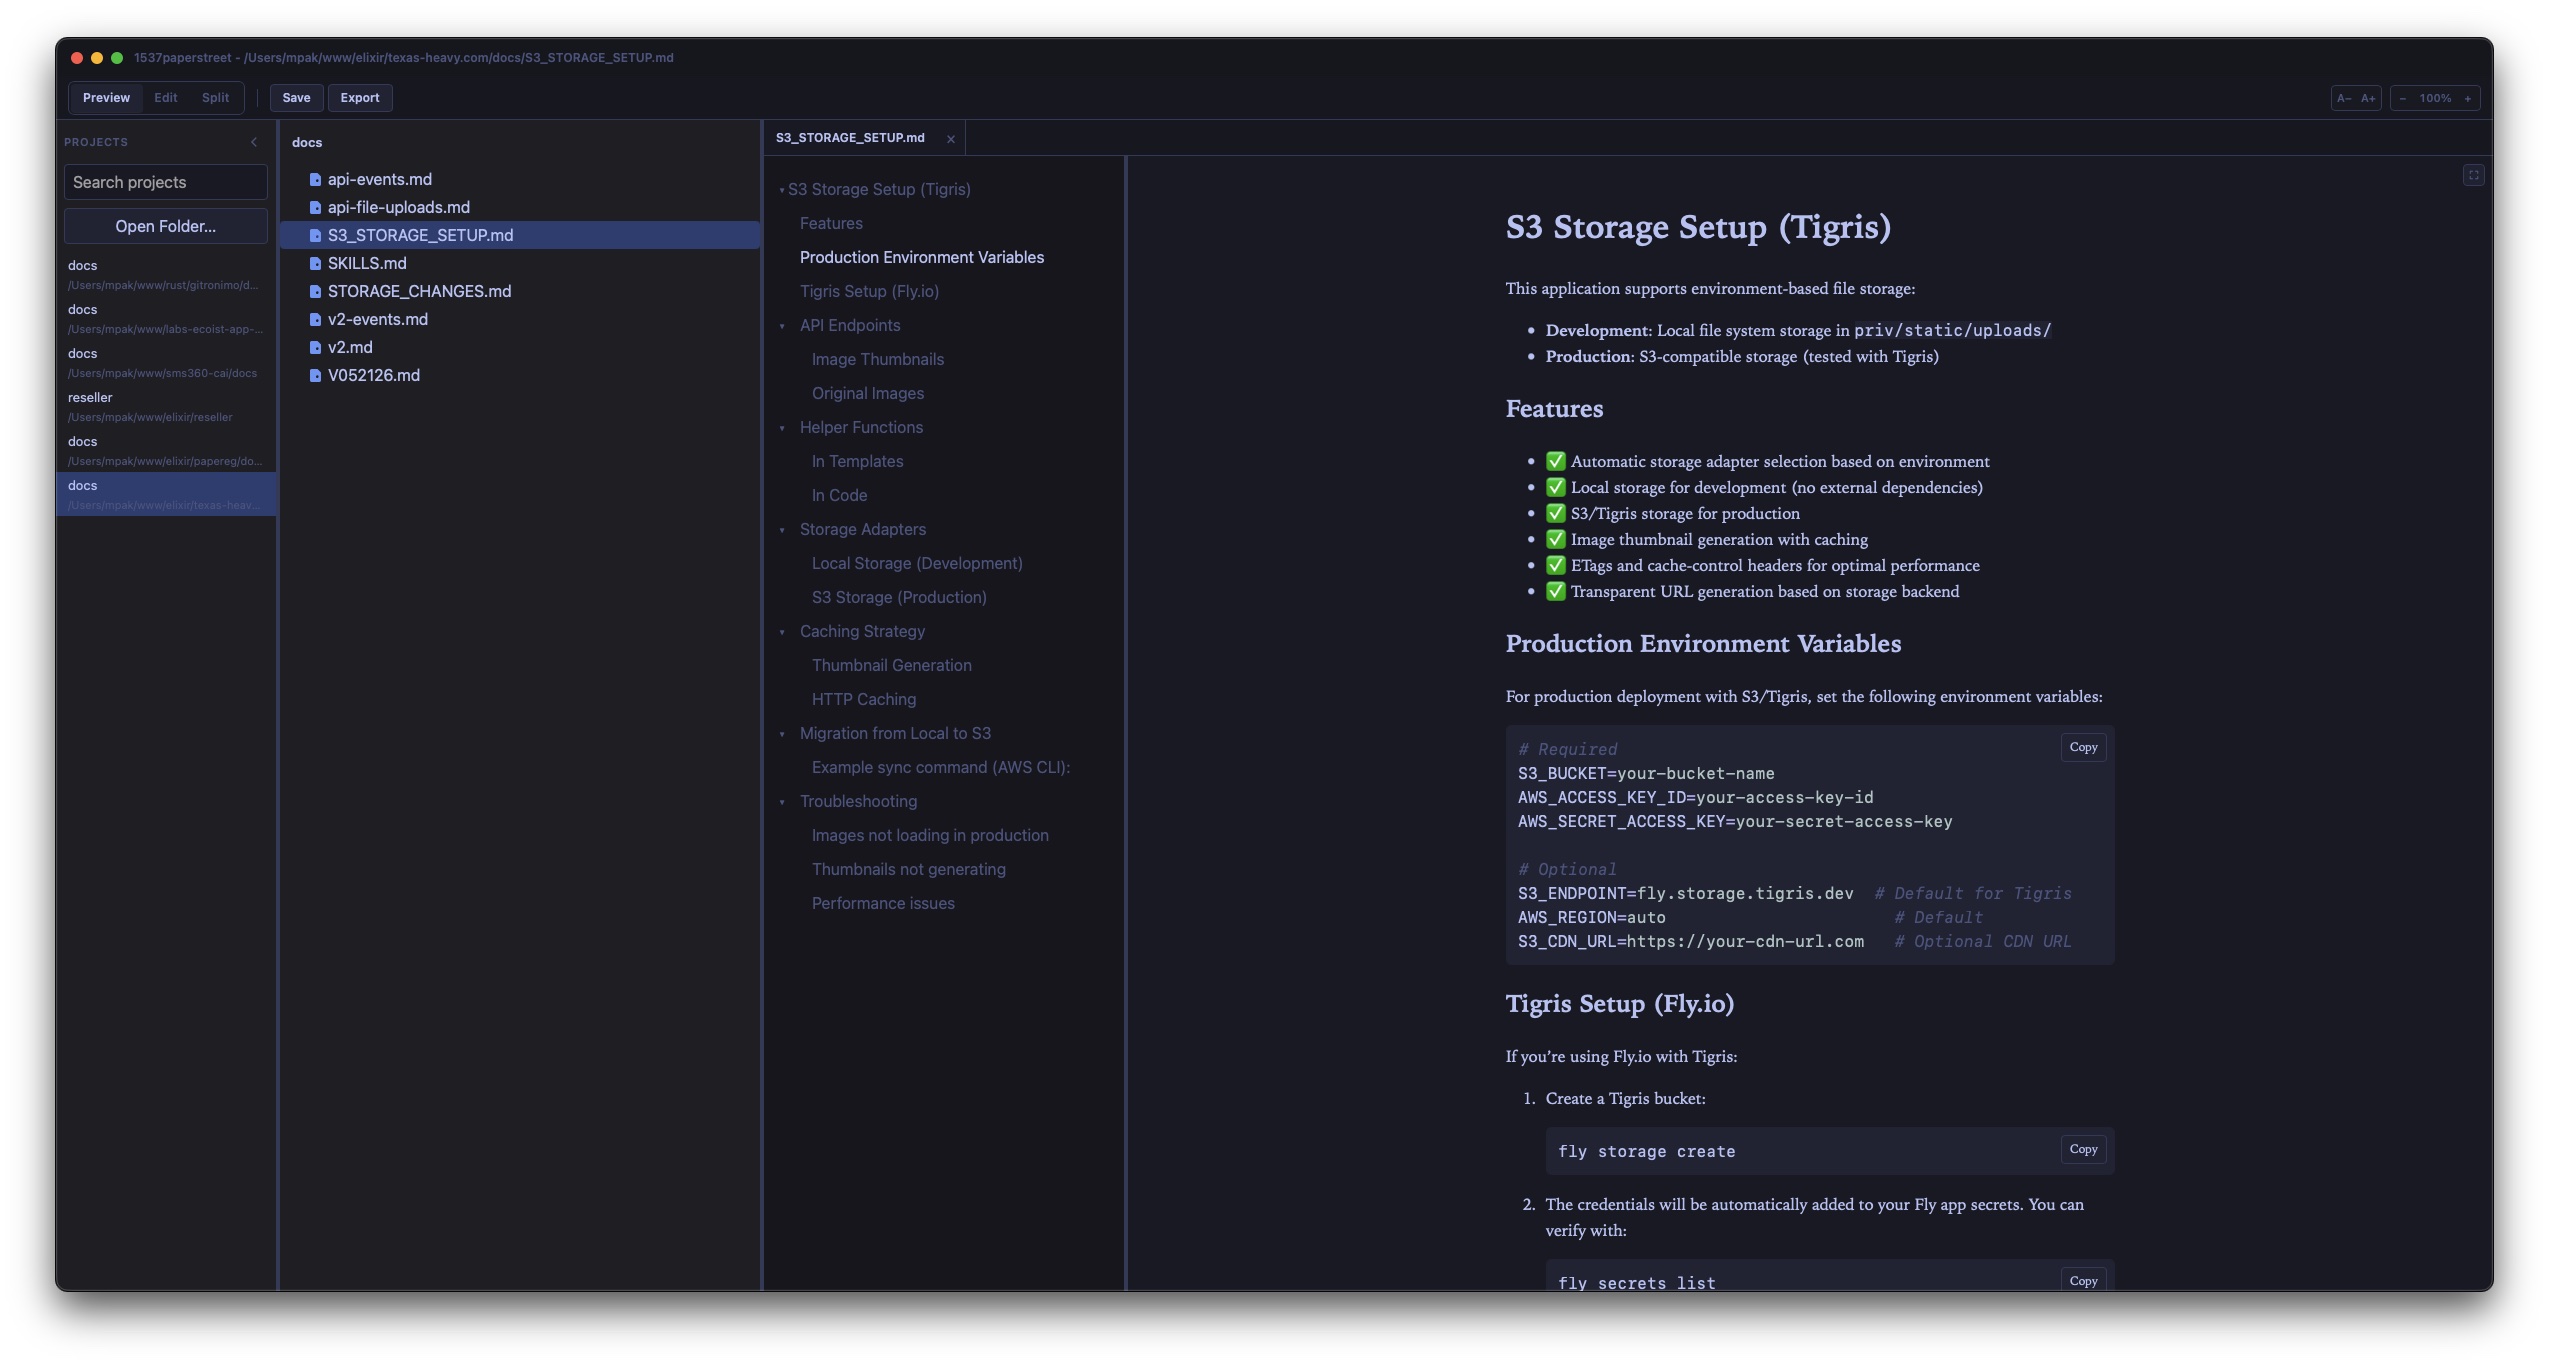 1537paperstreet - /Users/mpak/www/elixir/texas-heavy.com/docs/S3_STORAGE_SETUP.md
Preview Edit Split Save Export A- A+ - 100% +
PROJECTS
Search projects
Open Folder...
docs
/Users/mpak/www/rust/gitronimo/d...
docs
/Users/mpak/www/labs-ecoist-app-...
docs
/Users/mpak/www/sms360-cai/docs
reseller
/Users/mpak/www/elixir/reseller
docs
/Users/mpak/www/elixir/papereg/do...
docs
/Users/mpak/www/elixir/texas-heav...
docs
api-events.md
api-file-uploads.md
S3_STORAGE_SETUP.md
SKILLS.md
STORAGE_CHANGES.md
v2-events.md
v2.md
V052126.md
S3_STORAGE_SETUP.md ×
S3 Storage Setup (Tigris)
Features
Production Environment Variables
Tigris Setup (Fly.io)
API Endpoints
Image Thumbnails
Original Images
Helper Functions
In Templates
In Code
Storage Adapters
Local Storage (Development)
S3 Storage (Production)
Caching Strategy
Thumbnail Generation
HTTP Caching
Migration from Local to S3
Example sync command (AWS CLI):
Troubleshooting
Images not loading in production
Thumbnails not generating
Performance issues
S3 Storage Setup (Tigris)
This application supports environment-based file storage:
• Development: Local file system storage in priv/static/uploads/
• Production: S3-compatible storage (tested with Tigris)
Features
• ✅ Automatic storage adapter selection based on environment
• ✅ Local storage for development (no external dependencies)
• ✅ S3/Tigris storage for production
• ✅ Image thumbnail generation with caching
• ✅ ETags and cache-control headers for optimal performance
• ✅ Transparent URL generation based on storage backend
Production Environment Variables
For production deployment with S3/Tigris, set the following environment variables:
Copy
# Required
S3_BUCKET=your-bucket-name
AWS_ACCESS_KEY_ID=your-access-key-id
AWS_SECRET_ACCESS_KEY=your-secret-access-key
# Optional
S3_ENDPOINT=fly.storage.tigris.dev # Default for Tigris
AWS_REGION=auto # Default
S3_CDN_URL=https://your-cdn-url.com # Optional CDN URL
Tigris Setup (Fly.io)
If you’re using Fly.io with Tigris:
1. Create a Tigris bucket:
fly storage create Copy
2. The credentials will be automatically added to your Fly app secrets. You can
verify with:
fly secrets list Copy